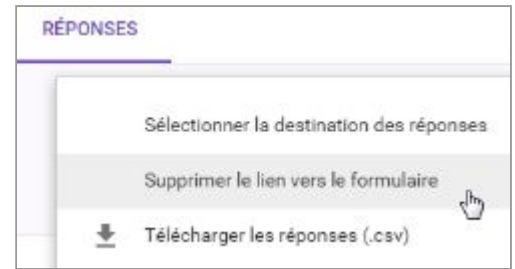 RÉPONSES
Sélectionner la destination des réponses
Supprimer le lien vers le formulaire
Télécharger les réponses (.csv)